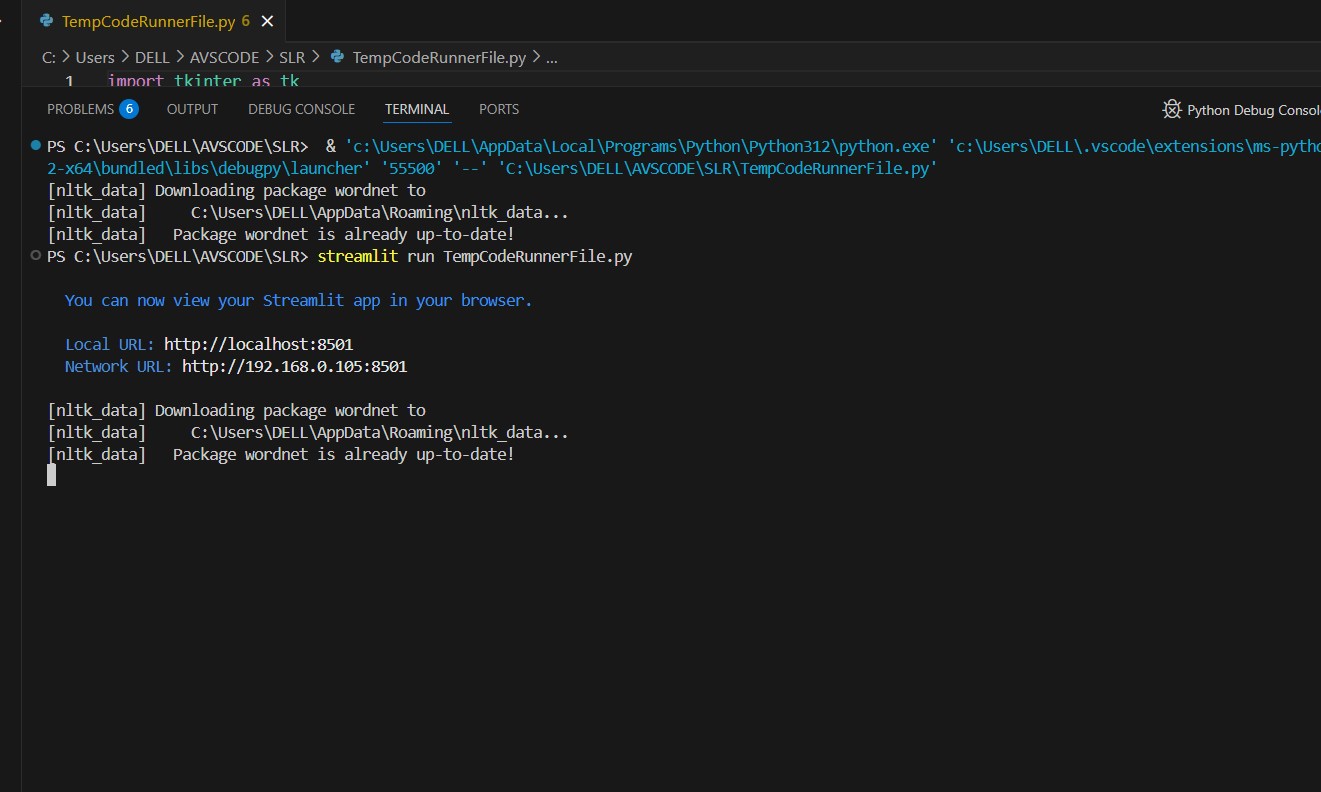 TempCodeRunnerFile.py 6
C: > Users > DELL > AVSCODE > SLR > TempCodeRunnerFile.py > ...
1 import tkinter as tk
PROBLEMS 6 OUTPUT DEBUG CONSOLE TERMINAL PORTS Python Debug Consol
PS C:\Users\DELL\AVSCODE\SLR>  & 'c:\Users\DELL\AppData\Local\Programs\Python\Python312\python.exe' 'c:\Users\DELL\.vscode\extensions\ms-pytho
2-x64\bundled\libs\debugpy\launcher' '55500' '--' 'C:\Users\DELL\AVSCODE\SLR\TempCodeRunnerFile.py'
[nltk_data] Downloading package wordnet to
[nltk_data]     C:\Users\DELL\AppData\Roaming\nltk_data...
[nltk_data]   Package wordnet is already up-to-date!
PS C:\Users\DELL\AVSCODE\SLR> streamlit run TempCodeRunnerFile.py
You can now view your Streamlit app in your browser.
Local URL: http://localhost:8501
Network URL: http://192.168.0.105:8501
[nltk_data] Downloading package wordnet to
[nltk_data]     C:\Users\DELL\AppData\Roaming\nltk_data...
[nltk_data]   Package wordnet is already up-to-date!